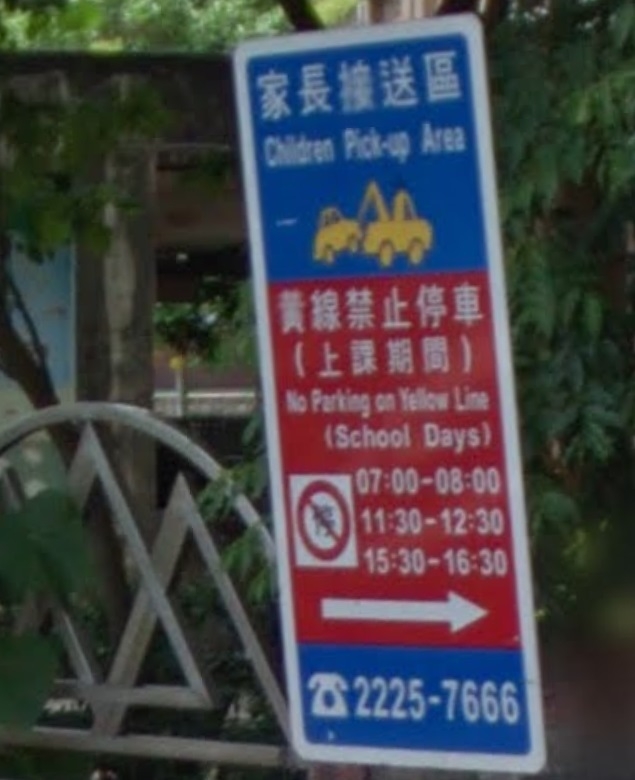 家長接送區
Children Pick-up Area
黃線禁止停車
(上課期間)
No Parking on Yellow Line
(School Days)
07:00-08:00
11:30-12:30
15:30-16:30
☎2225-7666